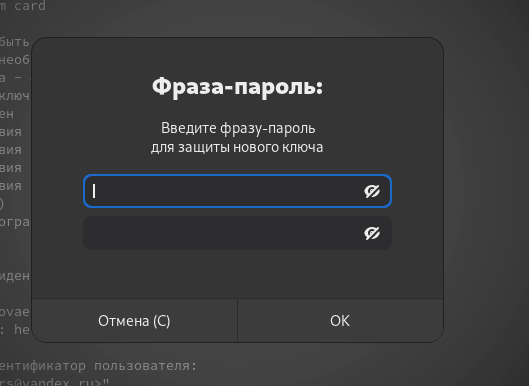 m card
быть
необ
а -
ключ
ен
вия
вия
вия
вия
)
огра
Фраза-пароль:
Введите фразу-пароль
для защиты нового ключа
Отмена (C)
OK
иден
ovae
: he
ентификатор пользователя:
rs@yandex.ru>"